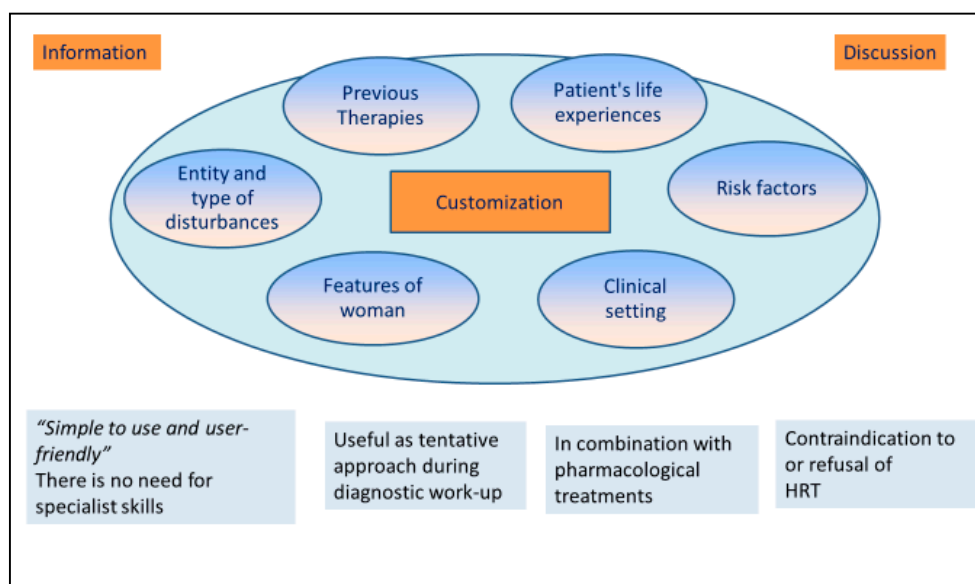 Information
Discussion
Previous
Therapies
Patient's life
experiences
Entity and
type of
disturbances
Customization
Risk factors
Features of
woman
Clinical
setting
“Simple to use and user-
friendly”
There is no need for
specialist skills
Useful as tentative
approach during
diagnostic work-up
In combination with
pharmacological
treatments
Contraindication to
or refusal of
HRT